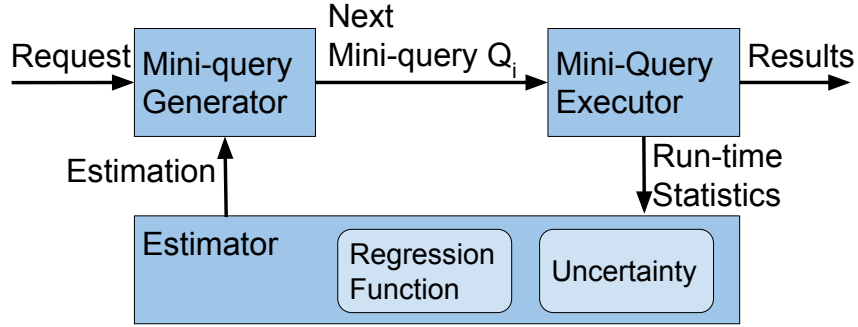 Request
Mini-query
Generator
Next
Mini-query Qi
Mini-Query
Executor
Results
Estimation
Run-time
Statistics
Estimator
Regression
Function
Uncertainty